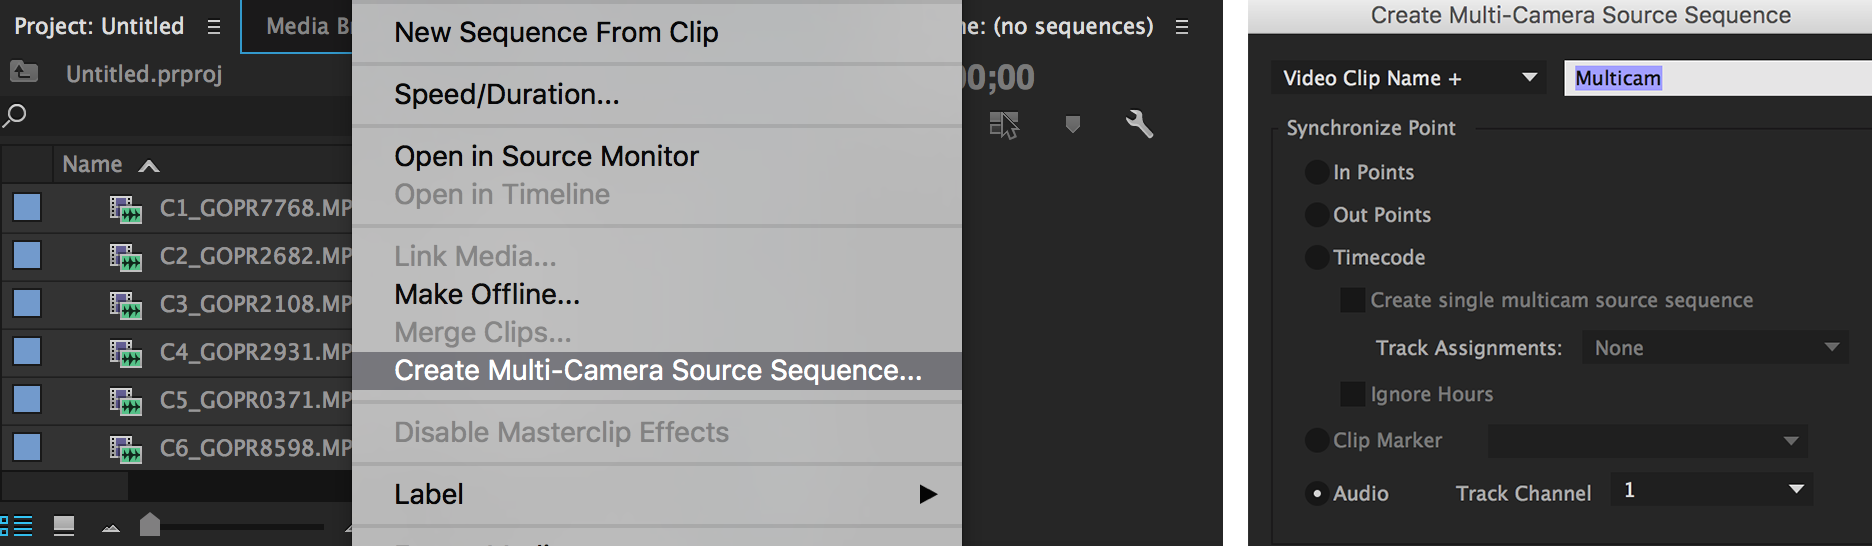 Project: Untitled
Media B
Untitled.prproj
Name
C1_GOPR7768.MP
C2_GOPR2682.MP
C3_GOPR2108.MP
C4_GOPR2931.MP
C5_GOPR0371.MP
C6_GOPR8598.MP
New Sequence From Clip
Speed/Duration...
Open in Source Monitor
Open in Timeline
Link Media...
Make Offline...
Merge Clips...
Create Multi-Camera Source Sequence...
Disable Masterclip Effects
Label
ne: (no sequences)
00;00
Create Multi-Camera Source Sequence
Video Clip Name +
Multicam
Synchronize Point
In Points
Out Points
Timecode
Create single multicam source sequence
Track Assignments: None
Ignore Hours
Clip Marker
Audio Track Channel 1